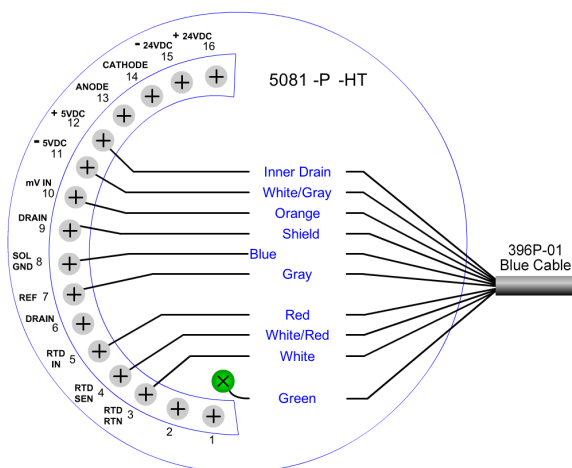 + 24VDC
16
- 24VDC
15
CATHODE
14
ANODE
13
+ 5VDC
12
- 5VDC
11
mV IN
10
DRAIN
9
SOL
GND 8
REF 7
DRAIN
6
RTD
IN 5
RTD
SEN 4
RTD
RTN 3
2
1
5081 -P -HT
Inner Drain
White/Gray
Orange
Shield
Blue
Gray
Red
White/Red
White
Green
396P-01
Blue Cable